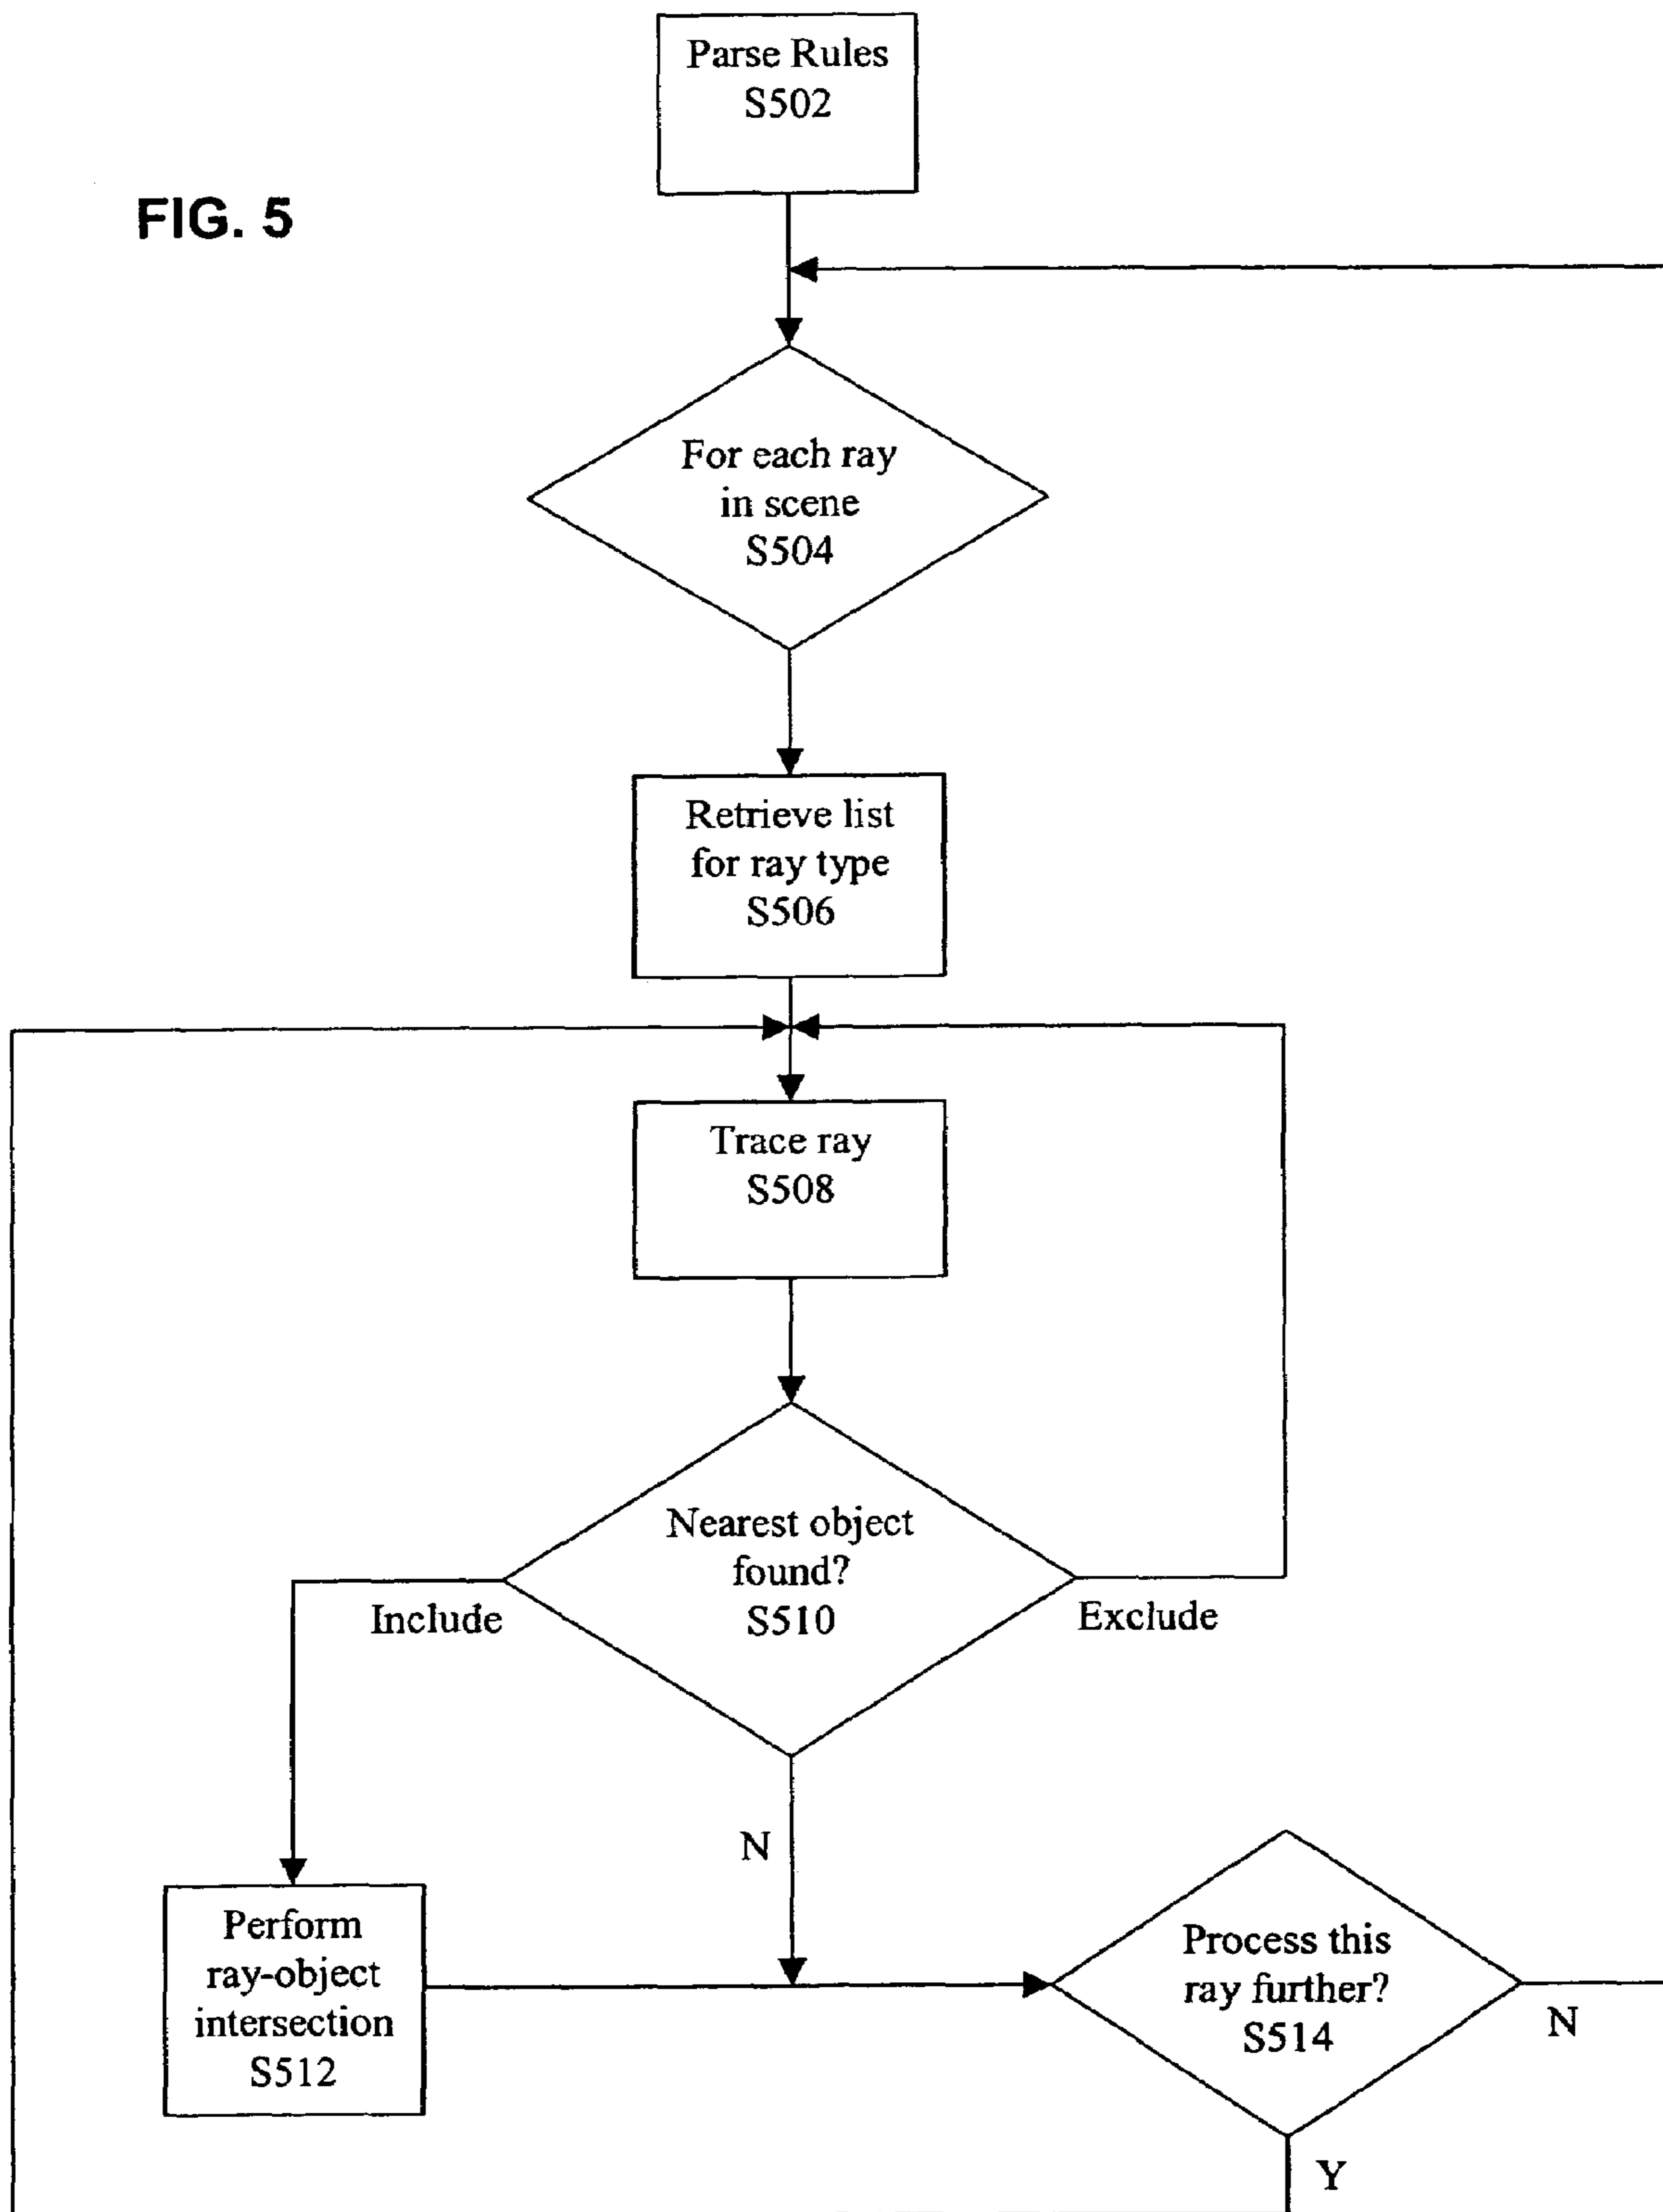 Parse Rules
S502
FIG. 5
For each ray
in scene
S504
Retrieve list
for ray type
S506
Trace ray
S508
Nearest object
found?
S510
Include
Exclude
N
Perform
ray-object
intersection
S512
Process this
ray further?
S514
N
Y